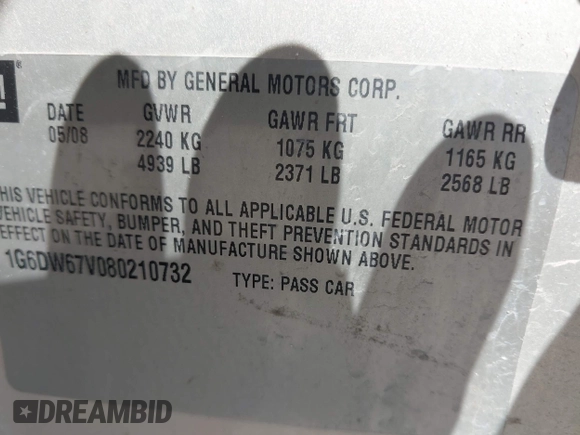 MFD BY GENERAL MOTORS CORP.
DATE GVWR GAWR FRT GAWR RR
05/08 2240 KG 1075 KG 1165 KG
4939 LB 2371 LB 2568 LB
THIS VEHICLE CONFORMS TO ALL APPLICABLE U.S. FEDERAL MOTOR
VEHICLE SAFETY, BUMPER, AND THEFT PREVENTION STANDARDS IN
EFFECT ON THE DATE OF MANUFACTURE SHOWN ABOVE.
1G6DW67V080210732 TYPE: PASS CAR
DREAMBID